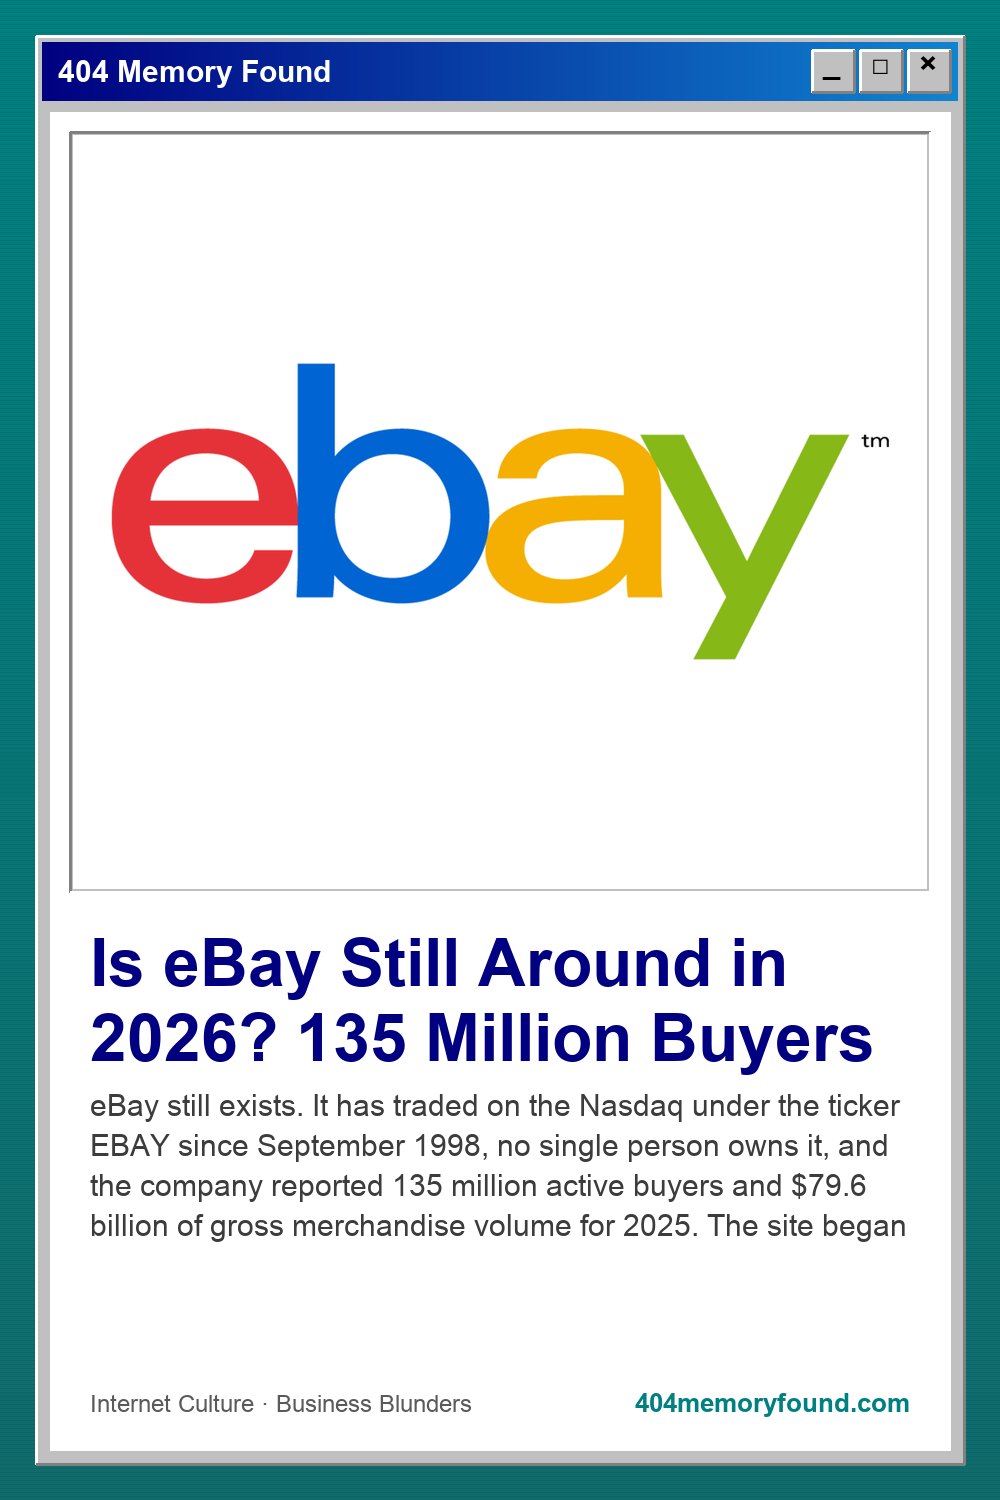 404 Memory Found
ebay™
Is eBay Still Around in
2026? 135 Million Buyers
eBay still exists. It has traded on the Nasdaq under the ticker
EBAY since September 1998, no single person owns it, and
the company reported 135 million active buyers and $79.6
billion of gross merchandise volume for 2025. The site began
Internet Culture · Business Blunders
404memoryfound.com